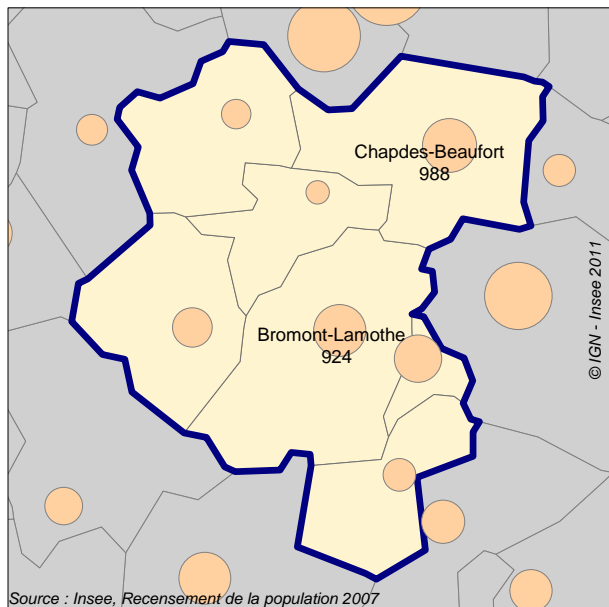 Chapdes-Beaufort
988
Bromont-Lamothe
924
© IGN - Insee 2011
Source : Insee, Recensement de la population 2007